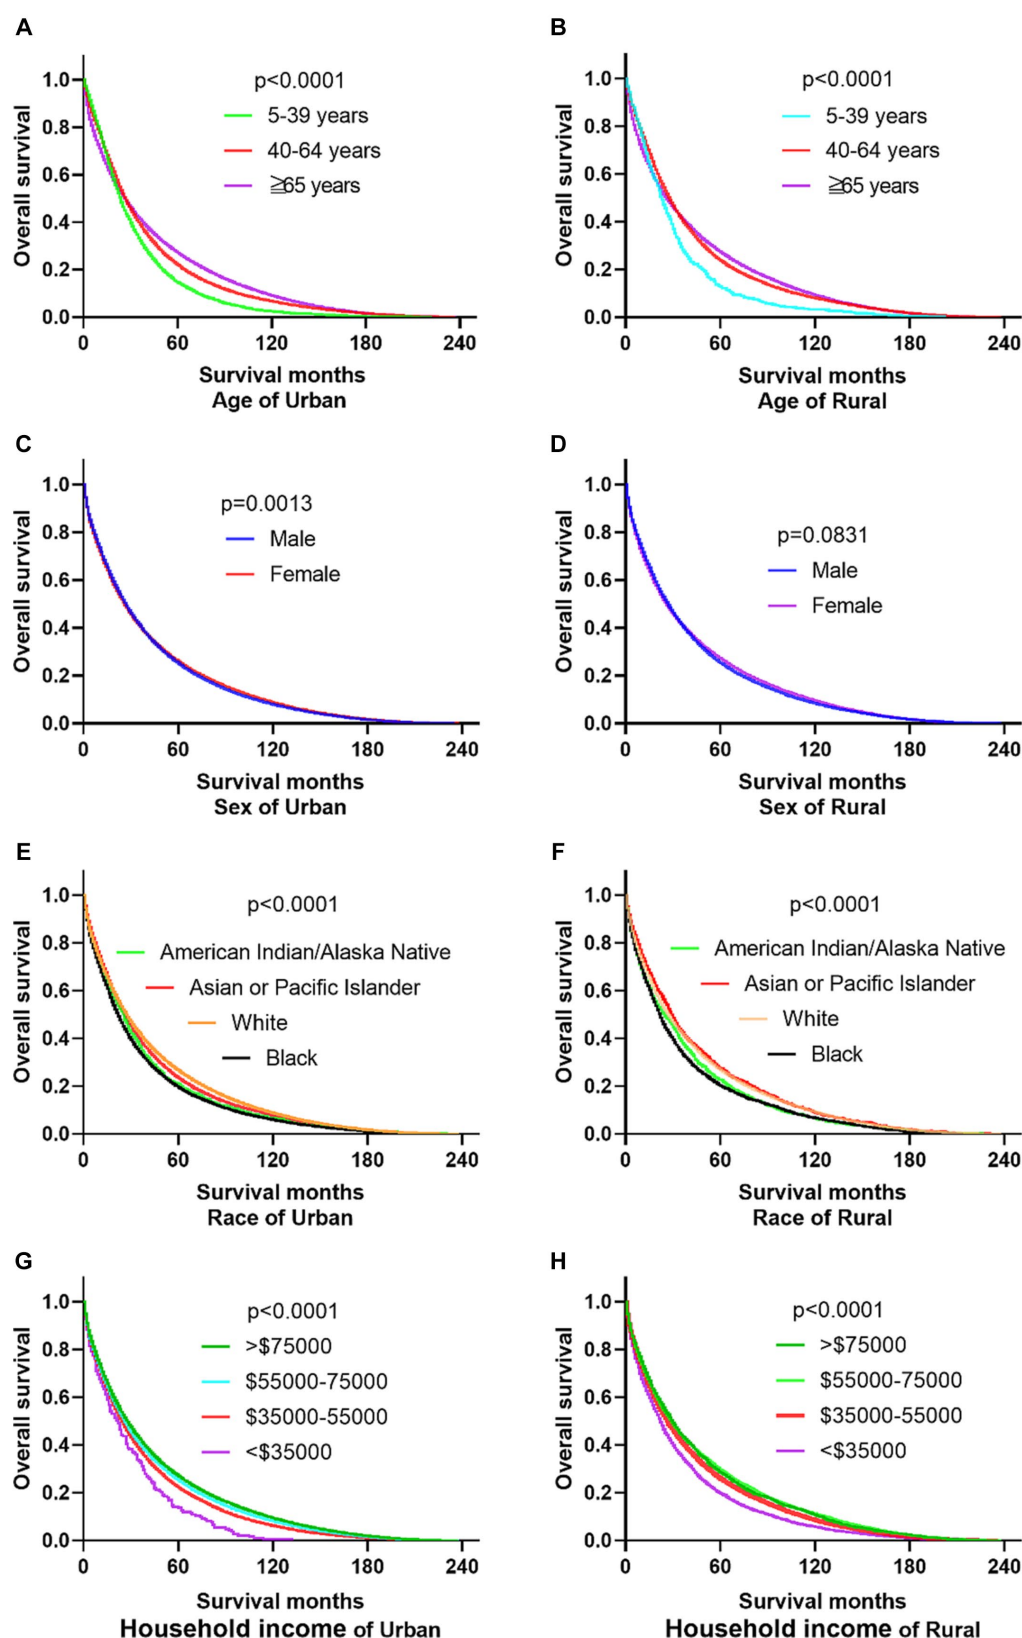 A
Overall survival
1.0
0.8
0.6
0.4
0.2
0.0
p<0.0001
5-39 years
40-64 years
≧65 years
0 60 120 180 240
Survival months
Age of Urban
B
Overall survival
1.0
0.8
0.6
0.4
0.2
0.0
p<0.0001
5-39 years
40-64 years
≧65 years
0 60 120 180 240
Survival months
Age of Rural
C
Overall survival
1.0
0.8
0.6
0.4
0.2
0.0
p=0.0013
Male
Female
0 60 120 180 240
Survival months
Sex of Urban
D
Overall survival
1.0
0.8
0.6
0.4
0.2
0.0
p=0.0831
Male
Female
0 60 120 180 240
Survival months
Sex of Rural
E
Overall survival
1.0
0.8
0.6
0.4
0.2
0.0
p<0.0001
American Indian/Alaska Native
Asian or Pacific Islander
White
Black
0 60 120 180 240
Survival months
Race of Urban
F
Overall survival
1.0
0.8
0.6
0.4
0.2
0.0
p<0.0001
American Indian/Alaska Native
Asian or Pacific Islander
White
Black
0 60 120 180 240
Survival months
Race of Rural
G
Overall survival
1.0
0.8
0.6
0.4
0.2
0.0
p<0.0001
>$75000
$55000-75000
$35000-55000
<$35000
0 60 120 180 240
Survival months
Household income of Urban
H
Overall survival
1.0
0.8
0.6
0.4
0.2
0.0
p<0.0001
>$75000
$55000-75000
$35000-55000
<$35000
0 60 120 180 240
Survival months
Household income of Rural